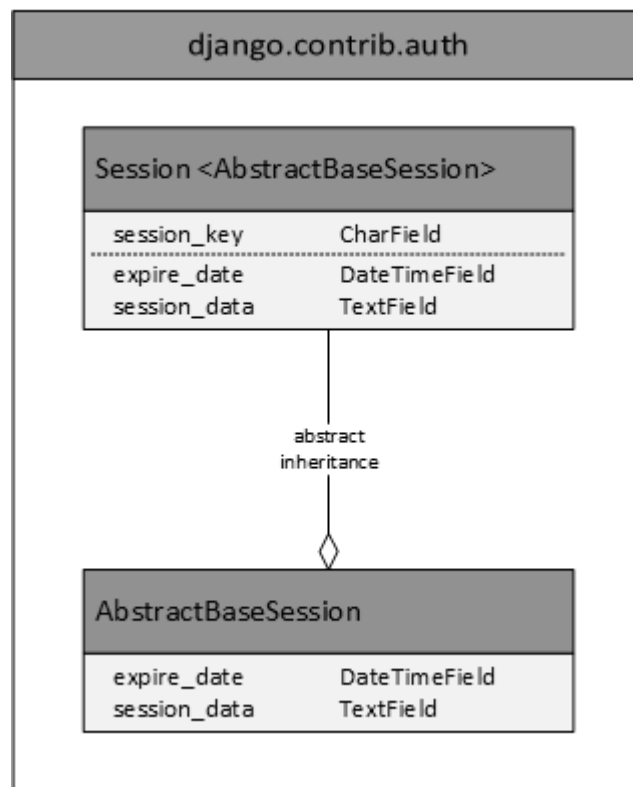 django.contrib.auth
Session <AbstractBaseSession>
session_key CharField
expire_date DateTimeField
session_data TextField
abstract
inheritance
AbstractBaseSession
expire_date DateTimeField
session_data TextField